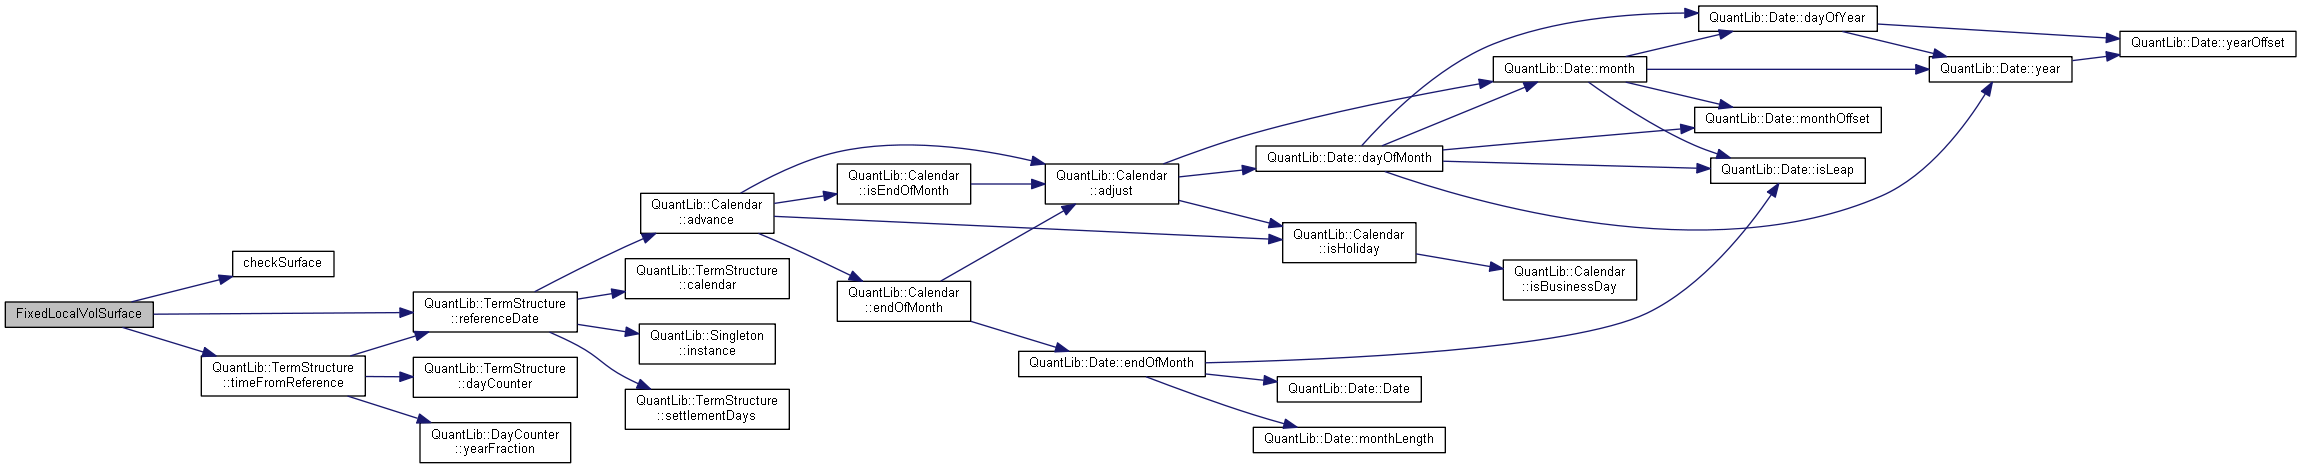 FixedLocalVolSurface
checkSurface
QuantLib::TermStructure
::timeFromReference
QuantLib::TermStructure
::referenceDate
QuantLib::TermStructure
::dayCounter
QuantLib::DayCounter
::yearFraction
QuantLib::Calendar
::advance
QuantLib::TermStructure
::calendar
QuantLib::Singleton
::instance
QuantLib::TermStructure
::settlementDays
QuantLib::Calendar
::isEndOfMonth
QuantLib::Calendar
::endOfMonth
QuantLib::Calendar
::adjust
QuantLib::Date::endOfMonth
QuantLib::Date::dayOfMonth
QuantLib::Calendar
::isHoliday
QuantLib::Date::Date
QuantLib::Date::monthLength
QuantLib::Date::month
QuantLib::Calendar
::isBusinessDay
QuantLib::Date::dayOfYear
QuantLib::Date::monthOffset
QuantLib::Date::isLeap
QuantLib::Date::year
QuantLib::Date::yearOffset